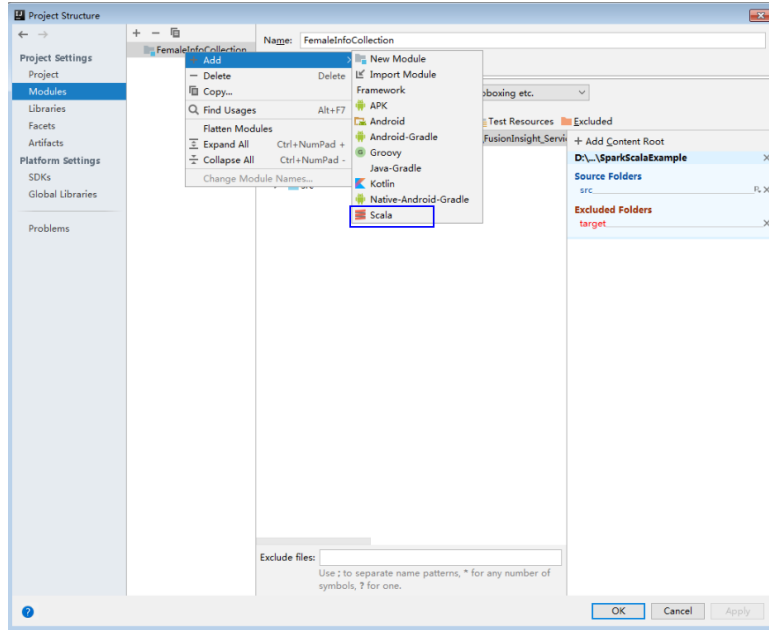 Project Structure
Project Settings
Project
Modules
Libraries
Facets
Artifacts
Platform Settings
SDKs
Global Libraries
Problems
FemaleInfoCollection
Add
Delete Delete
Copy...
Find Usages Alt+F7
Flatten Modules
Expand All Ctrl+NumPad +
Collapse All Ctrl+NumPad -
Change Module Names...
New Module
Import Module
Framework
APK
Android
Android-Gradle
Groovy
Java-Gradle
Kotlin
Native-Android-Gradle
Scala
Name: FemaleInfoCollection
etc.
Test Resources Excluded
_FusionInsight_Servi
+ Add Content Root
D:\...\SparkScalaExample
Source Folders
src
Excluded Folders
target
Exclude files:
Use ; to separate name patterns, * for any number of
symbols, ? for one.
? OK Cancel Apply